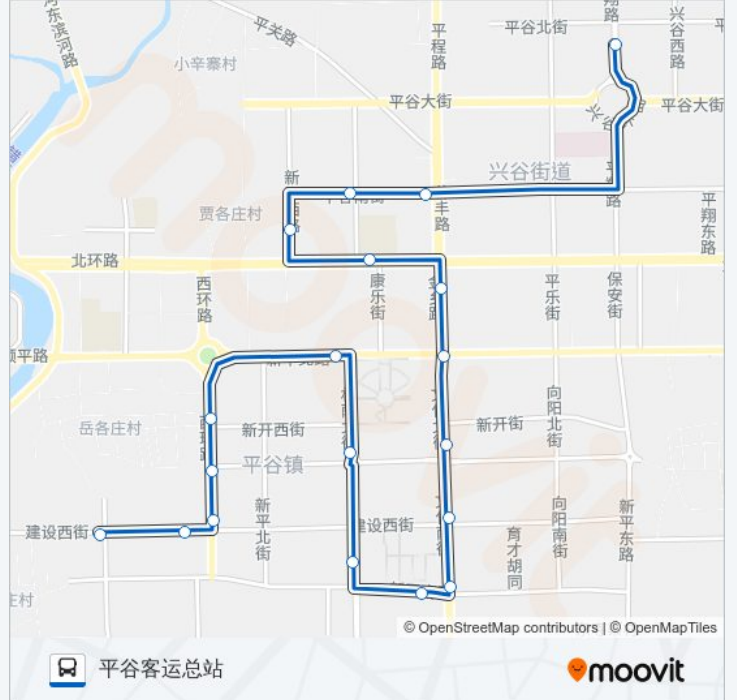 河东滨河路
平关路
小辛寨村
平程路
平谷北街
兴谷西路
平谷大街
平谷大街
兴谷街道
贾各庄村
平翔东路
北环路
西环路
康乐街
平乐街
保安街
顺平路
岳各庄村
新开西街
新开街
向阳北街
平谷镇
建设西街
新平北街
建设西街
育才胡同
向阳南街
新平东路
庄村
© OpenStreetMap contributors | © OpenMapTiles
平谷客运总站
moovit